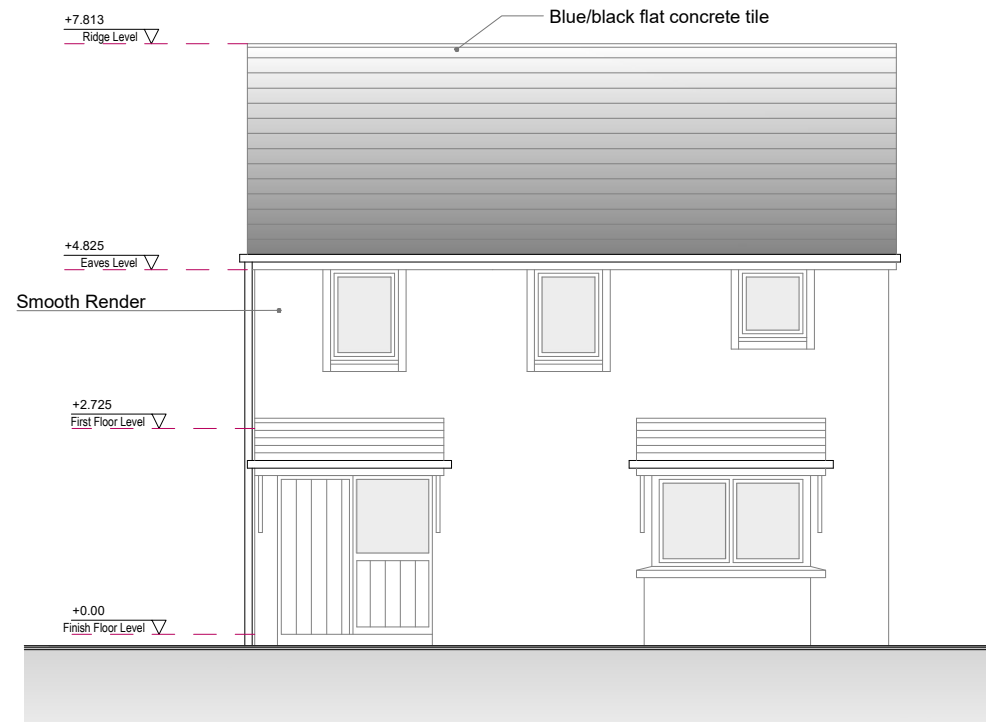 Blue/black flat concrete tile
+7.813
Ridge Level
+4.825
Eaves Level
Smooth Render
+2.725
First Floor Level
+0.00
Finish Floor Level